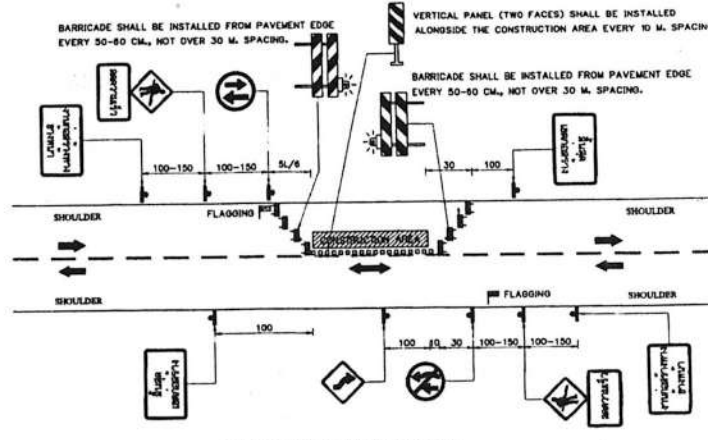 BARRICADE SHALL BE INSTALLED FROM PAVEMENT EDGE
EVERY 50-60 CM., NOT OVER 30 M. SPACING.
VERTICAL PANEL (TWO FACES) SHALL BE INSTALLED
ALONGSIDE THE CONSTRUCTION AREA EVERY 10 M. SPACING
BARRICADE SHALL BE INSTALLED FROM PAVEMENT EDGE
EVERY 50-60 CM., NOT OVER 30 M. SPACING.
100-150
100-150
5L/6
30
100
SHOULDER
FLAGGING
SHOULDER
CONSTRUCTION AREA
SHOULDER
FLAGGING
SHOULDER
100
100
10
30
100-150
100-150